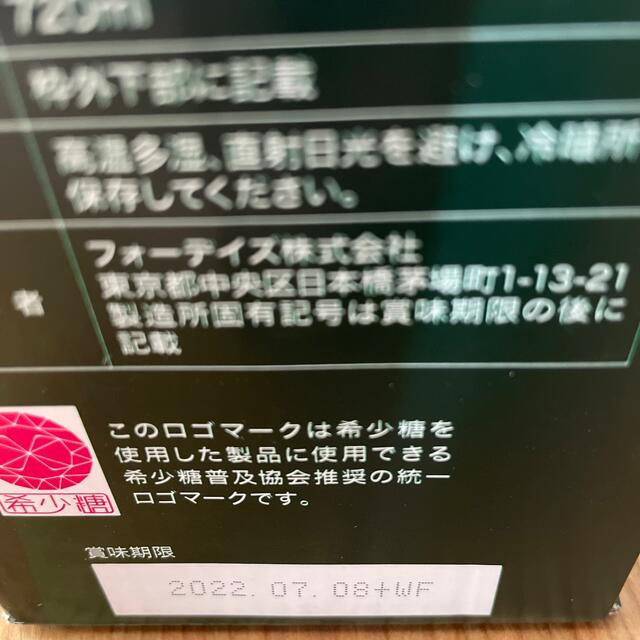 720ml
枠外下部に記載
高温多湿、直射日光を避け、冷暗所
保存してください。
者
フォーデイズ株式会社
東京都中央区日本橋茅場町1-13-21
製造所固有記号は賞味期限の後に
記載
このロゴマークは希少糖を
使用した製品に使用できる
希少糖普及協会推奨の統一
ロゴマークです。
希少糖
賞味期限
2022.07.08+WF